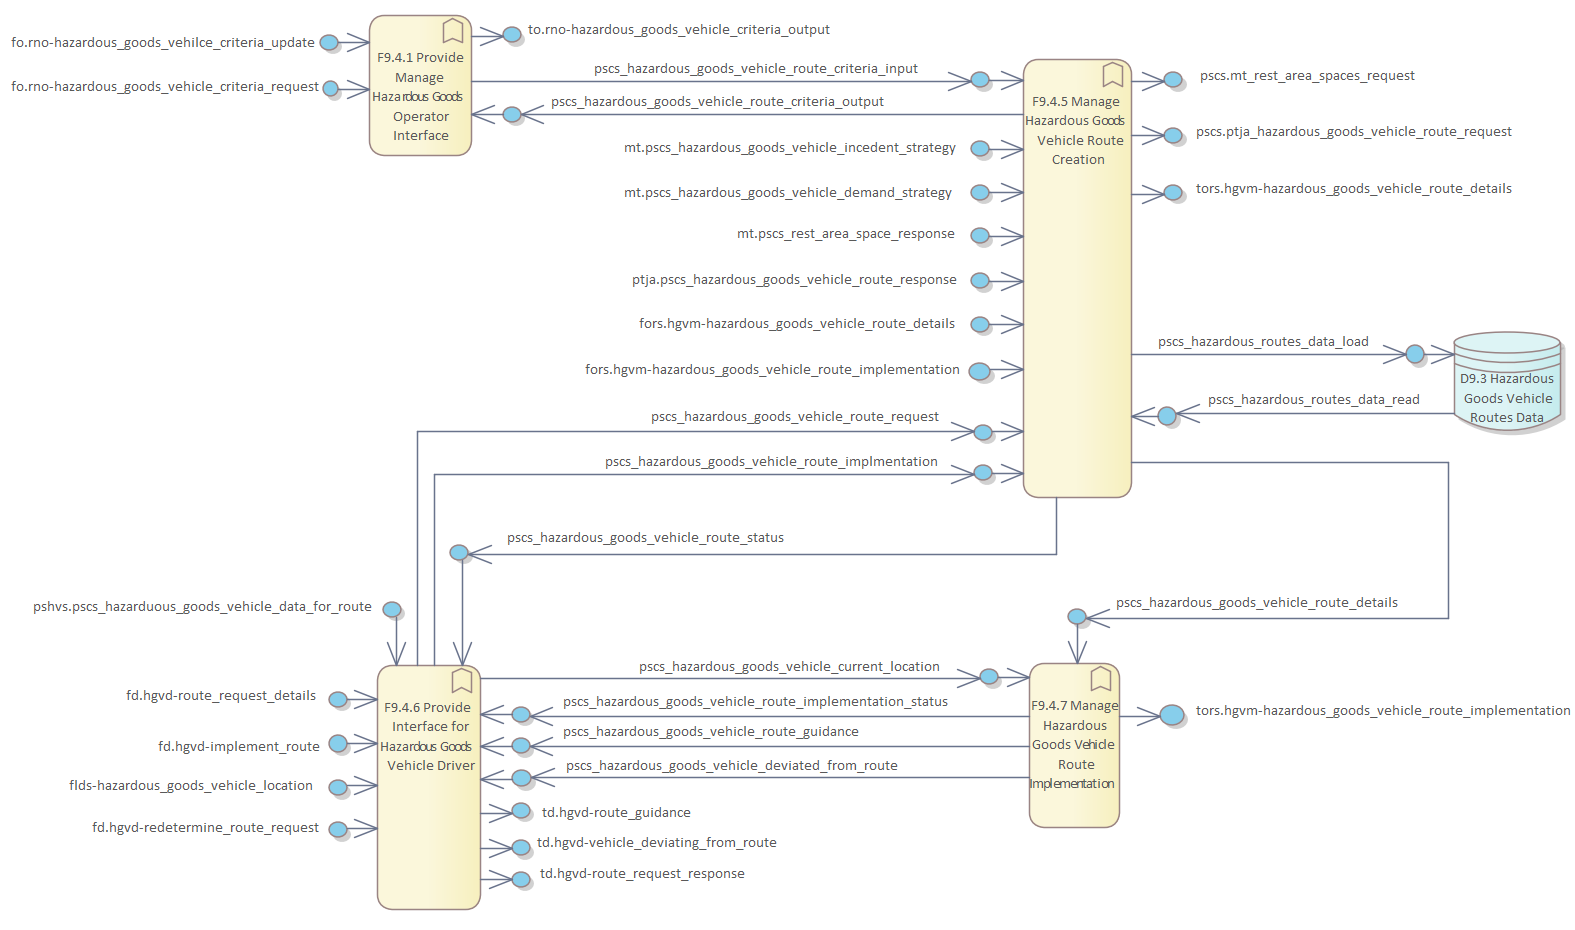 fo.rno-hazardous_goods_vehilce_criteria_update
fo.rno-hazardous_goods_vehicle_criteria_request
F9.4.1 Provide
Manage
Hazardous Goods
Operator
Interface
to.rno-hazardous_goods_vehicle_criteria_output
pscs_hazardous_goods_vehicle_route_criteria_input
pscs_hazardous_goods_vehicle_route_criteria_output
mt.pscs_hazardous_goods_vehicle_incedent_strategy
mt.pscs_hazardous_goods_vehicle_demand_strategy
mt.pscs_rest_area_space_response
ptja.pscs_hazardous_goods_vehicle_route_response
fors.hgvm-hazardous_goods_vehicle_route_details
fors.hgvm-hazardous_goods_vehicle_route_implementation
pscs_hazardous_goods_vehicle_route_request
pscs_hazardous_goods_vehicle_route_implmentation
F9.4.5 Manage
Hazardous Goods
Vehicle Route
Creation
pscs.mt_rest_area_spaces_request
pscs.ptja_hazardous_goods_vehicle_route_request
tors.hgvm-hazardous_goods_vehicle_route_details
pscs_hazardous_routes_data_load
pscs_hazardous_routes_data_read
D9.3 Hazardous
Goods Vehicle
Routes Data
pscs_hazardous_goods_vehicle_route_status
pscs_hazardous_goods_vehicle_route_details
pshvs.pscs_hazarduous_goods_vehicle_data_for_route
fd.hgvd-route_request_details
fd.hgvd-implement_route
flds-hazardous_goods_vehicle_location
fd.hgvd-redetermine_route_request
F9.4.6 Provide
Interface for
Hazardous Goods
Vehicle Driver
pscs_hazardous_goods_vehicle_current_location
pscs_hazardous_goods_vehicle_route_implementation_status
pscs_hazardous_goods_vehicle_route_guidance
pscs_hazardous_goods_vehicle_deviated_from_route
td.hgvd-route_guidance
td.hgvd-vehicle_deviating_from_route
td.hgvd-route_request_response
F9.4.7 Manage
Hazardous
Goods Vehicle
Route
Implementation
tors.hgvm-hazardous_goods_vehicle_route_implementation